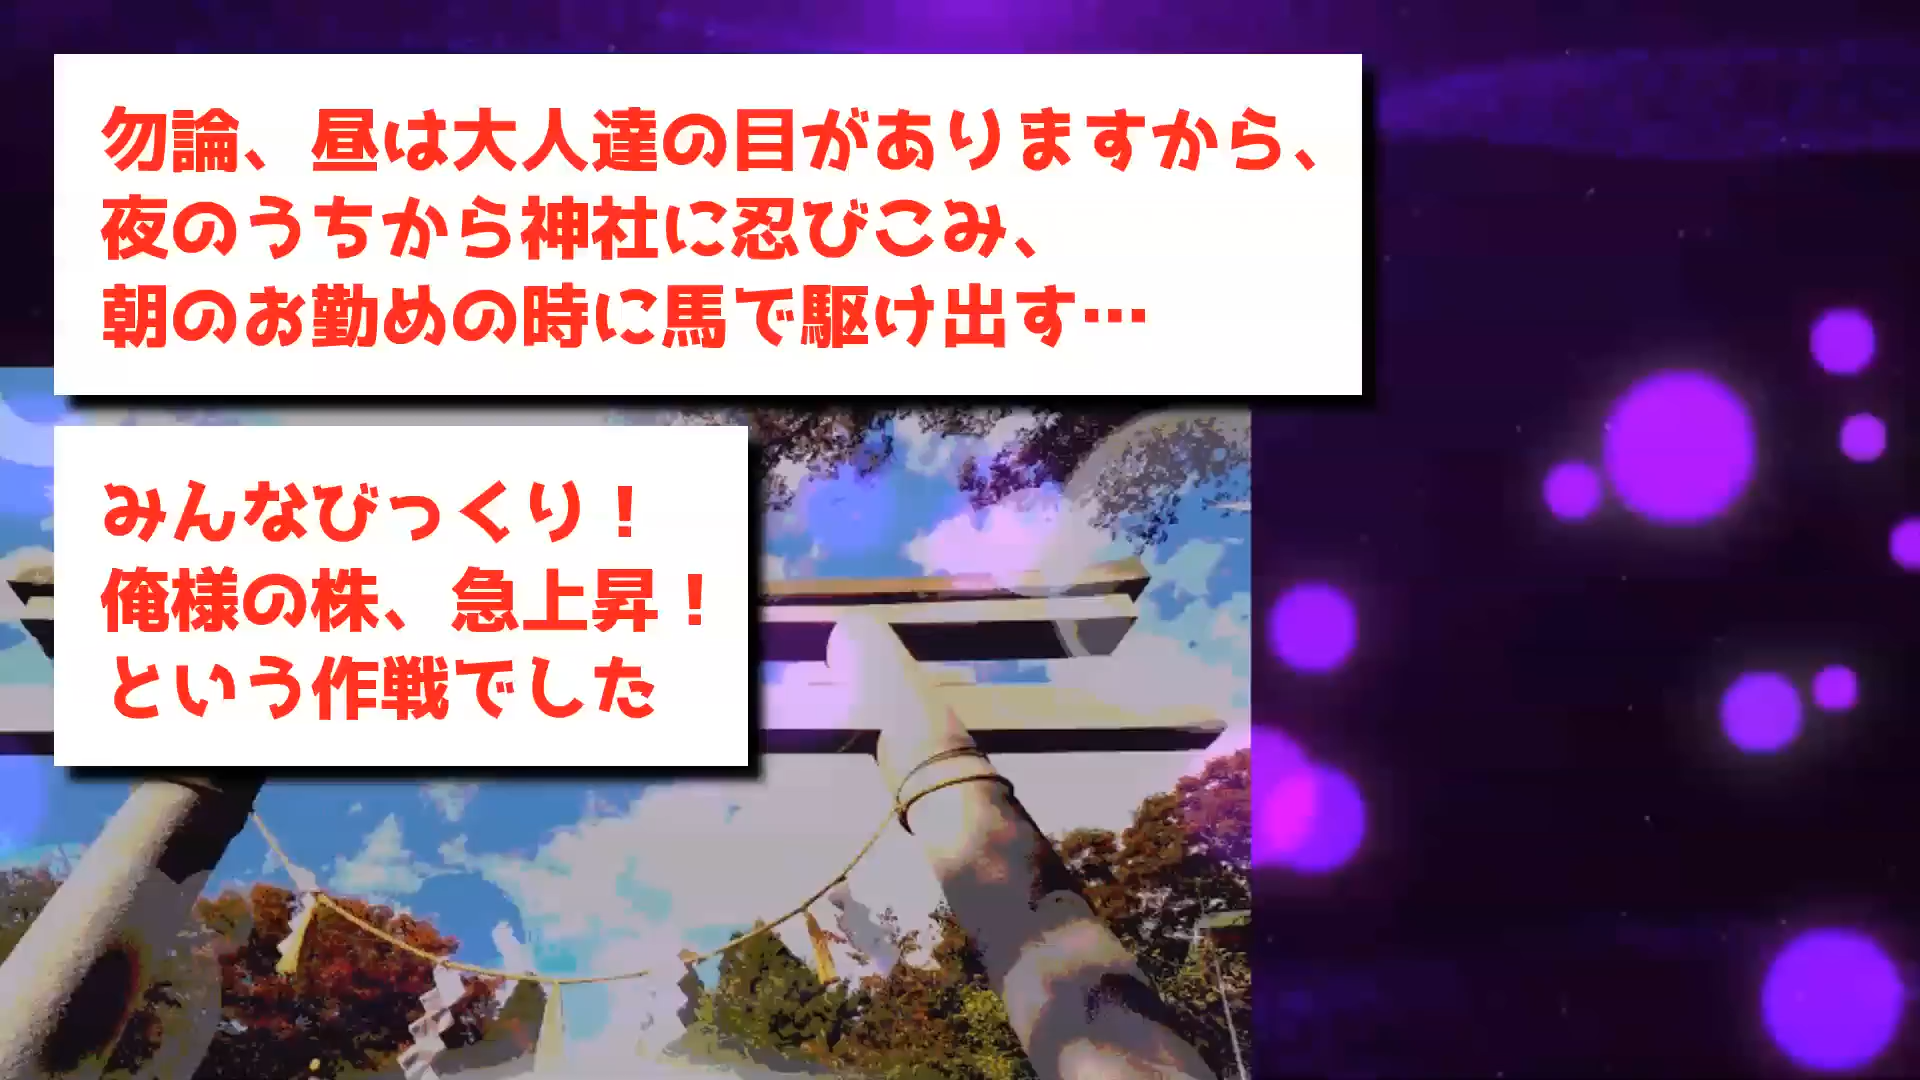 勿論、昼は大人達の目がありますから、
夜のうちから神社に忍びこみ、
朝のお勤めの時に馬で駆け出す…
みんなびっくり！
俺様の株、急上昇！
という作戦でした